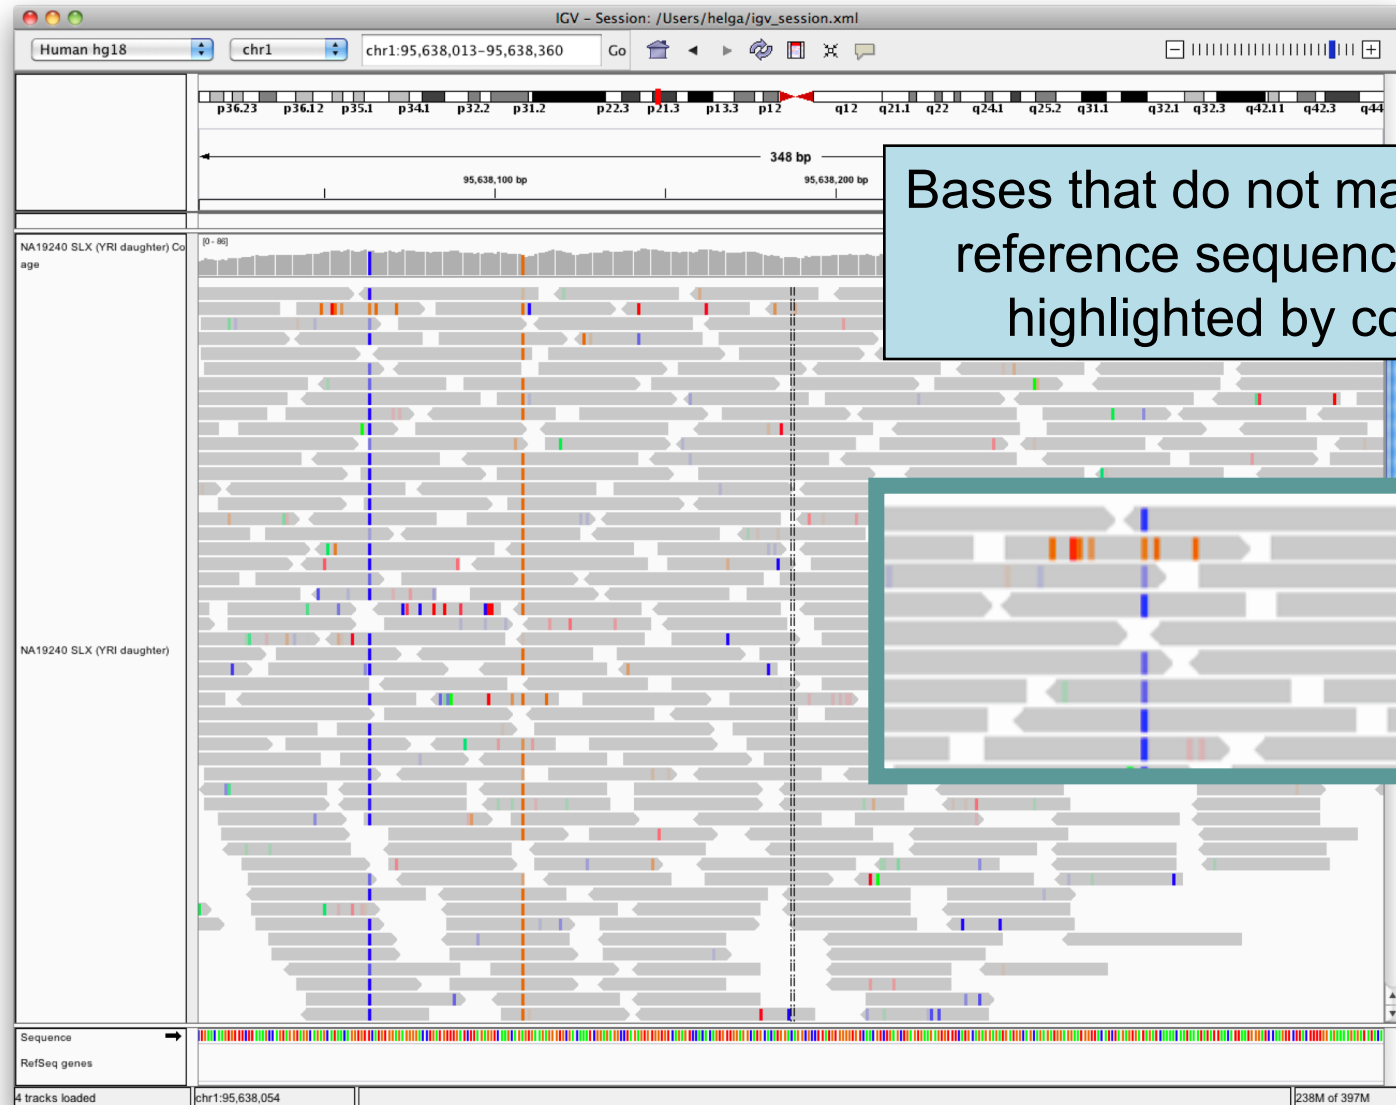 IGV - Session: /Users/helga/igv_session.xml
Human hg18 chr1 chr1:95,638,013-95,638,360 Go
p36.23 p36.12 p35.1 p34.1 p32.2 p31.2 p22.3 p21.3 p13.3 p12 q12 q21.1 q22 q24.1 q25.2 q31.1 q32.1 q32.3 q42.11 q42.3 q44
348 bp
95,638,100 bp 95,638,200 bp
Bases that do not ma
reference sequenc
highlighted by co
NA19240 SLX (YRI daughter) Co
age
[0 - 86]
NA19240 SLX (YRI daughter)
Sequence
RefSeq genes
4 tracks loaded chr1:95,638,054 238M of 397M